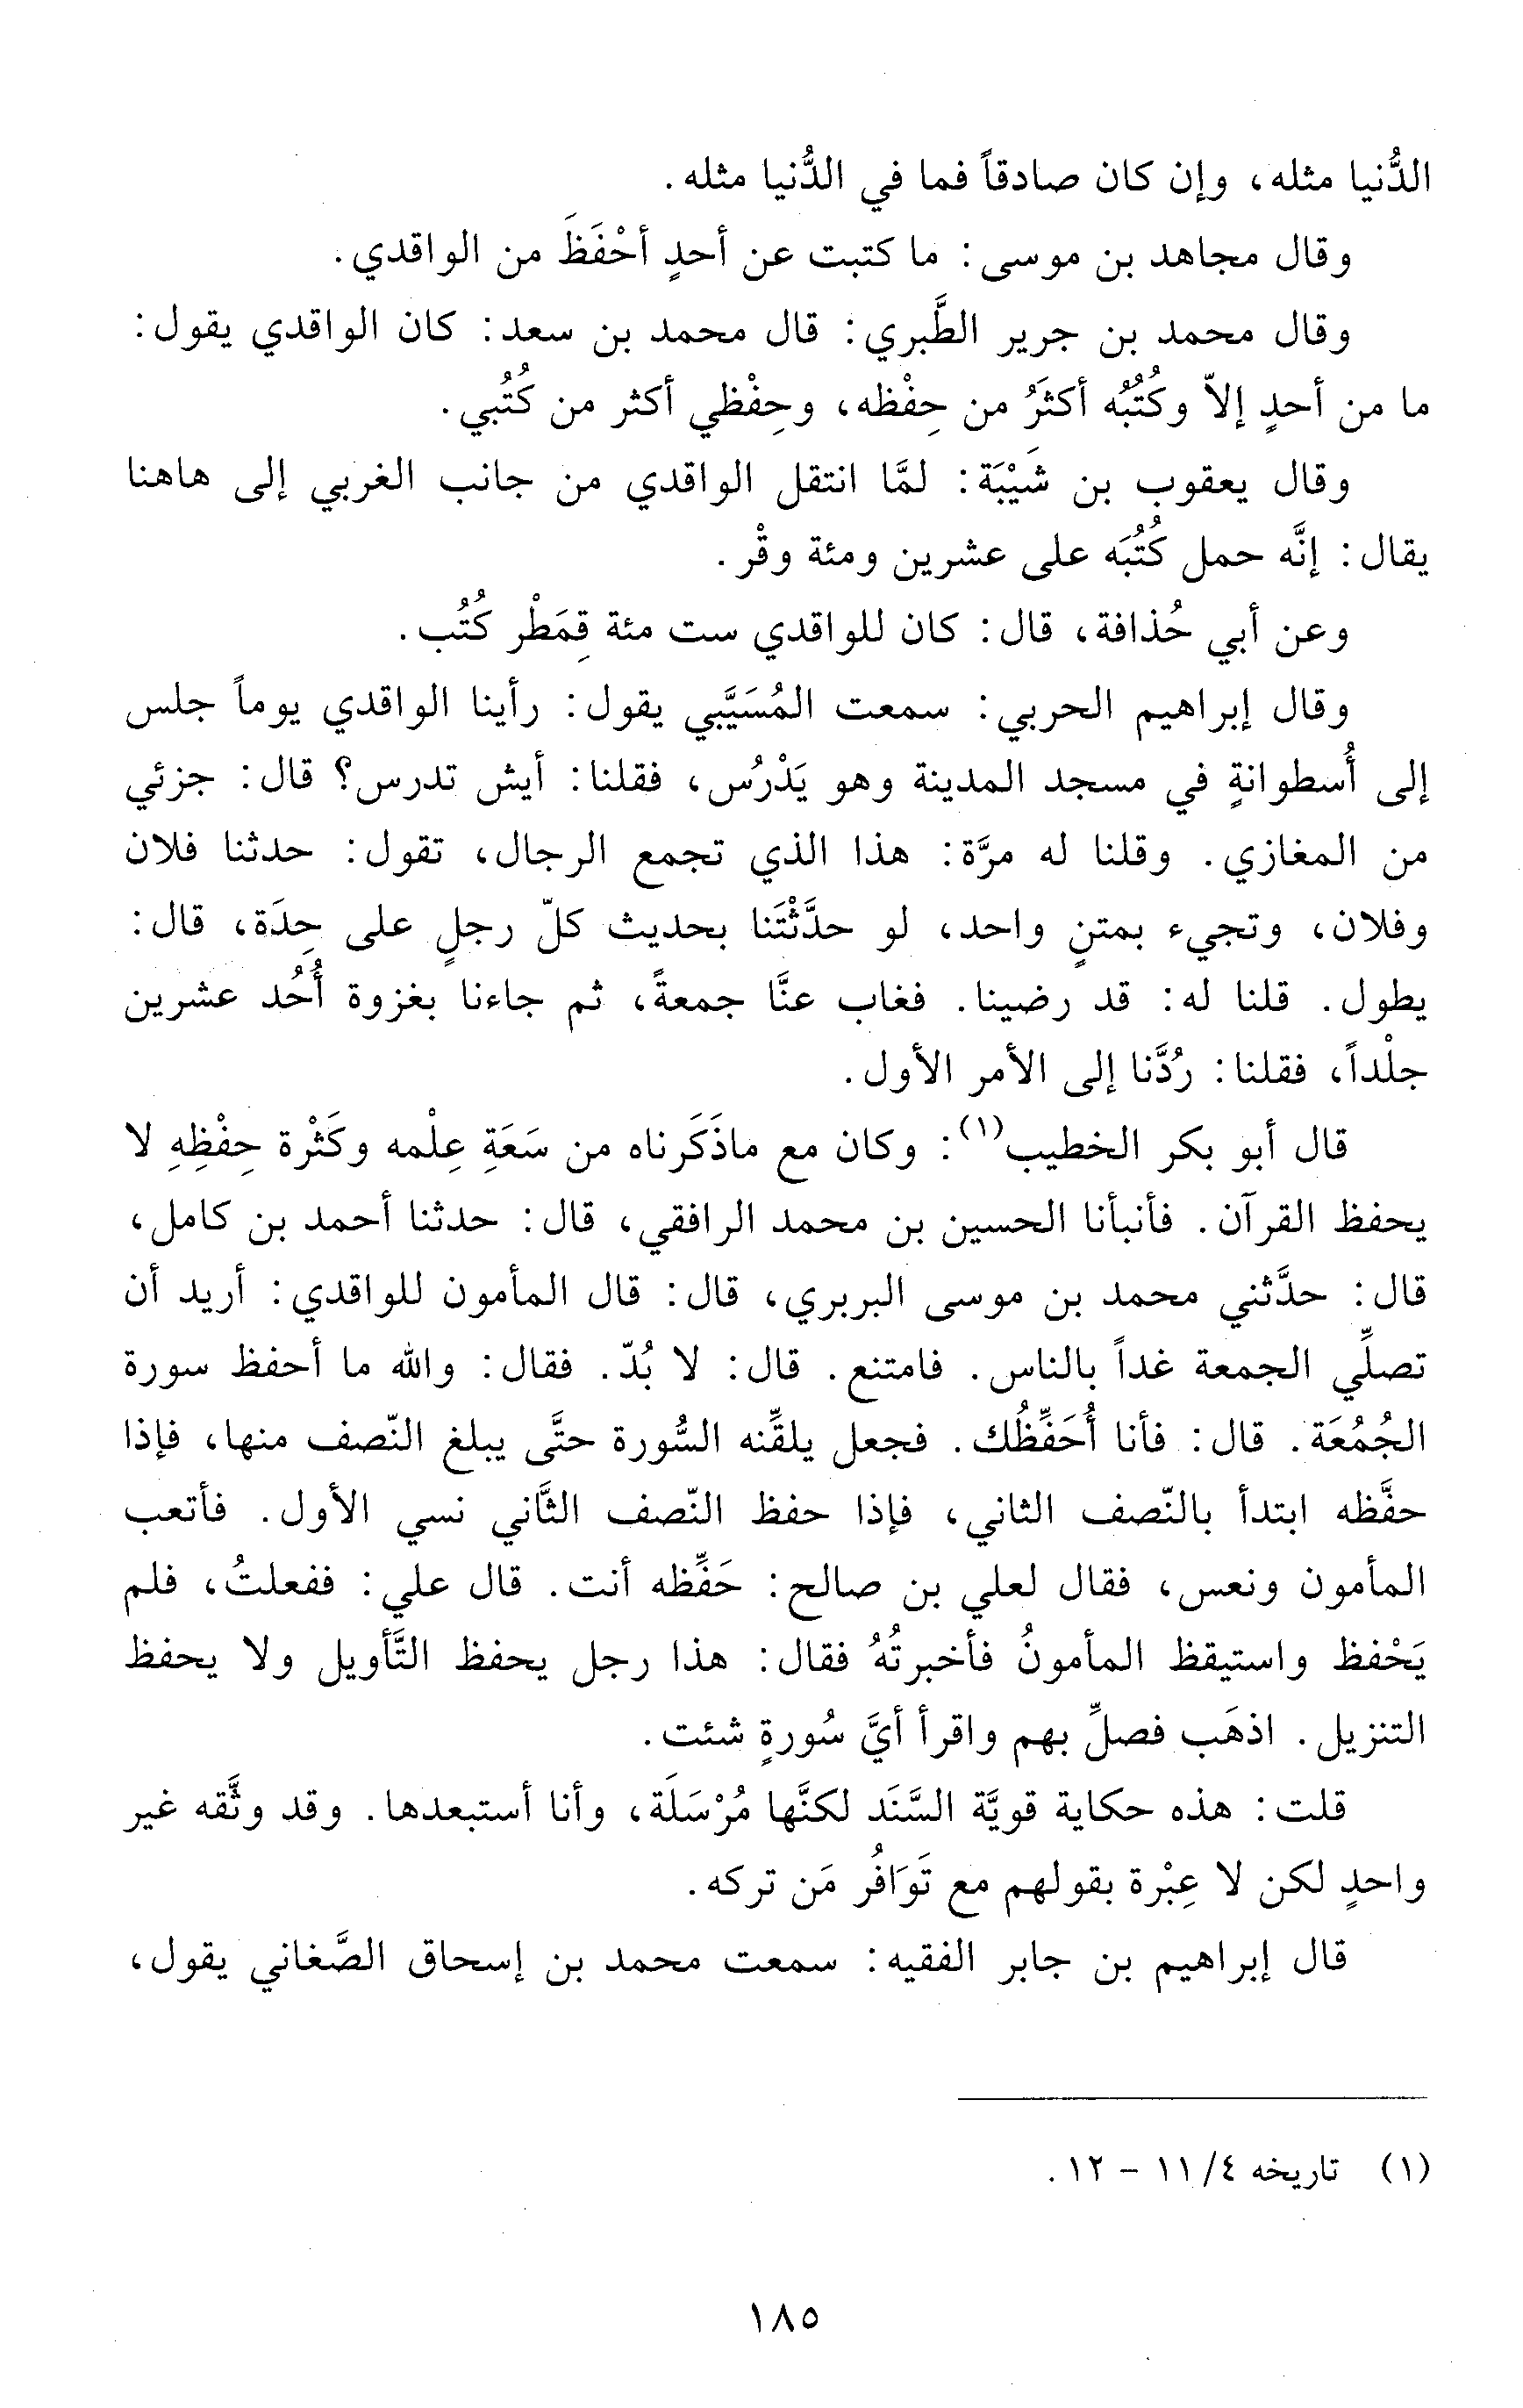 الدُّنيا مثله، وإن كان صادقاً فما في الدُّنيا مثله.
وقال مجاهد بن موسى: ما كتبت عن أحدٍ أحْفَظَ من الواقدي.
وقال محمد بن جرير الطَّبري: قال محمد بن سعد: كان الواقدي يقول:
ما من أحدٍ إلاّ وكُتُبُه أكثَرُ من حِفْظه، وحِفْظي أكثر من كُتُبي.
وقال يعقوب بن شَيْبَة: لمَّا انتقل الواقدي من جانب الغربي إلى هاهنا
يقال: إنَّه حمل كُتُبَه على عشرين ومئة وقْر.
وعن أبي حُذافة، قال: كان للواقدي ست مئة قِمَطْر كُتُب.
وقال إبراهيم الحربي: سمعت المُسَيَّبي يقول: رأينا الواقدي يوماً جلس
إلى أُسطوانةٍ في مسجد المدينة وهو يَدْرُس، فقلنا: أيش تدرس؟ قال: جزئي
من المغازي. وقلنا له مرَّة: هذا الذي تجمع الرجال، تقول: حدثنا فلان
وفلان، وتجيء بمتنٍ واحد، لو حدَّثْتَنا بحديث كلّ رجلٍ على حِدَة، قال:
يطول. قلنا له: قد رضينا. فغاب عنَّا جمعةً، ثم جاءنا بغزوة أُحُد عشرين
جلْداً، فقلنا: رُدَّنا إلى الأمر الأول.
قال أبو بكر الخطيب(١): وكان مع ماذَكَرناه من سَعَةِ عِلْمه وكَثْرة حِفْظِهِ لا
يحفظ القرآن. فأنبأنا الحسين بن محمد الرافقي، قال: حدثنا أحمد بن كامل،
قال: حدَّثني محمد بن موسى البربري، قال: قال المأمون للواقدي: أريد أن
تصلِّي الجمعة غداً بالناس. فامتنع. قال: لا بُدّ. فقال: والله ما أحفظ سورة
الجُمُعَة. قال: فأنا أُحَفِّظُك. فجعل يلقِّنه السُّورة حتَّى يبلغ النّصف منها، فإذا
حفَّظه ابتدأ بالنّصف الثاني، فإذا حفظ النّصف الثَّاني نسي الأول. فأتعب
المأمون ونعس، فقال لعلي بن صالح: حَفِّظه أنت. قال علي: ففعلتُ، فلم
يَحْفظ واستيقظ المأمونُ فأخبرتُهُ فقال: هذا رجل يحفظ التَّأويل ولا يحفظ
التنزيل. اذهَب فصلِّ بهم واقرأ أيَّ سُورةٍ شئت.
قلت: هذه حكاية قويَّة السَّنَد لكنَّها مُرْسَلَة، وأنا أستبعدها. وقد وثَّقه غير
واحدٍ لكن لا عِبْرة بقولهم مع تَوَافُر مَن تركه.
قال إبراهيم بن جابر الفقيه: سمعت محمد بن إسحاق الصَّغاني يقول،
(١) تاريخه ٤/ ١١ - ١٢.
١٨٥